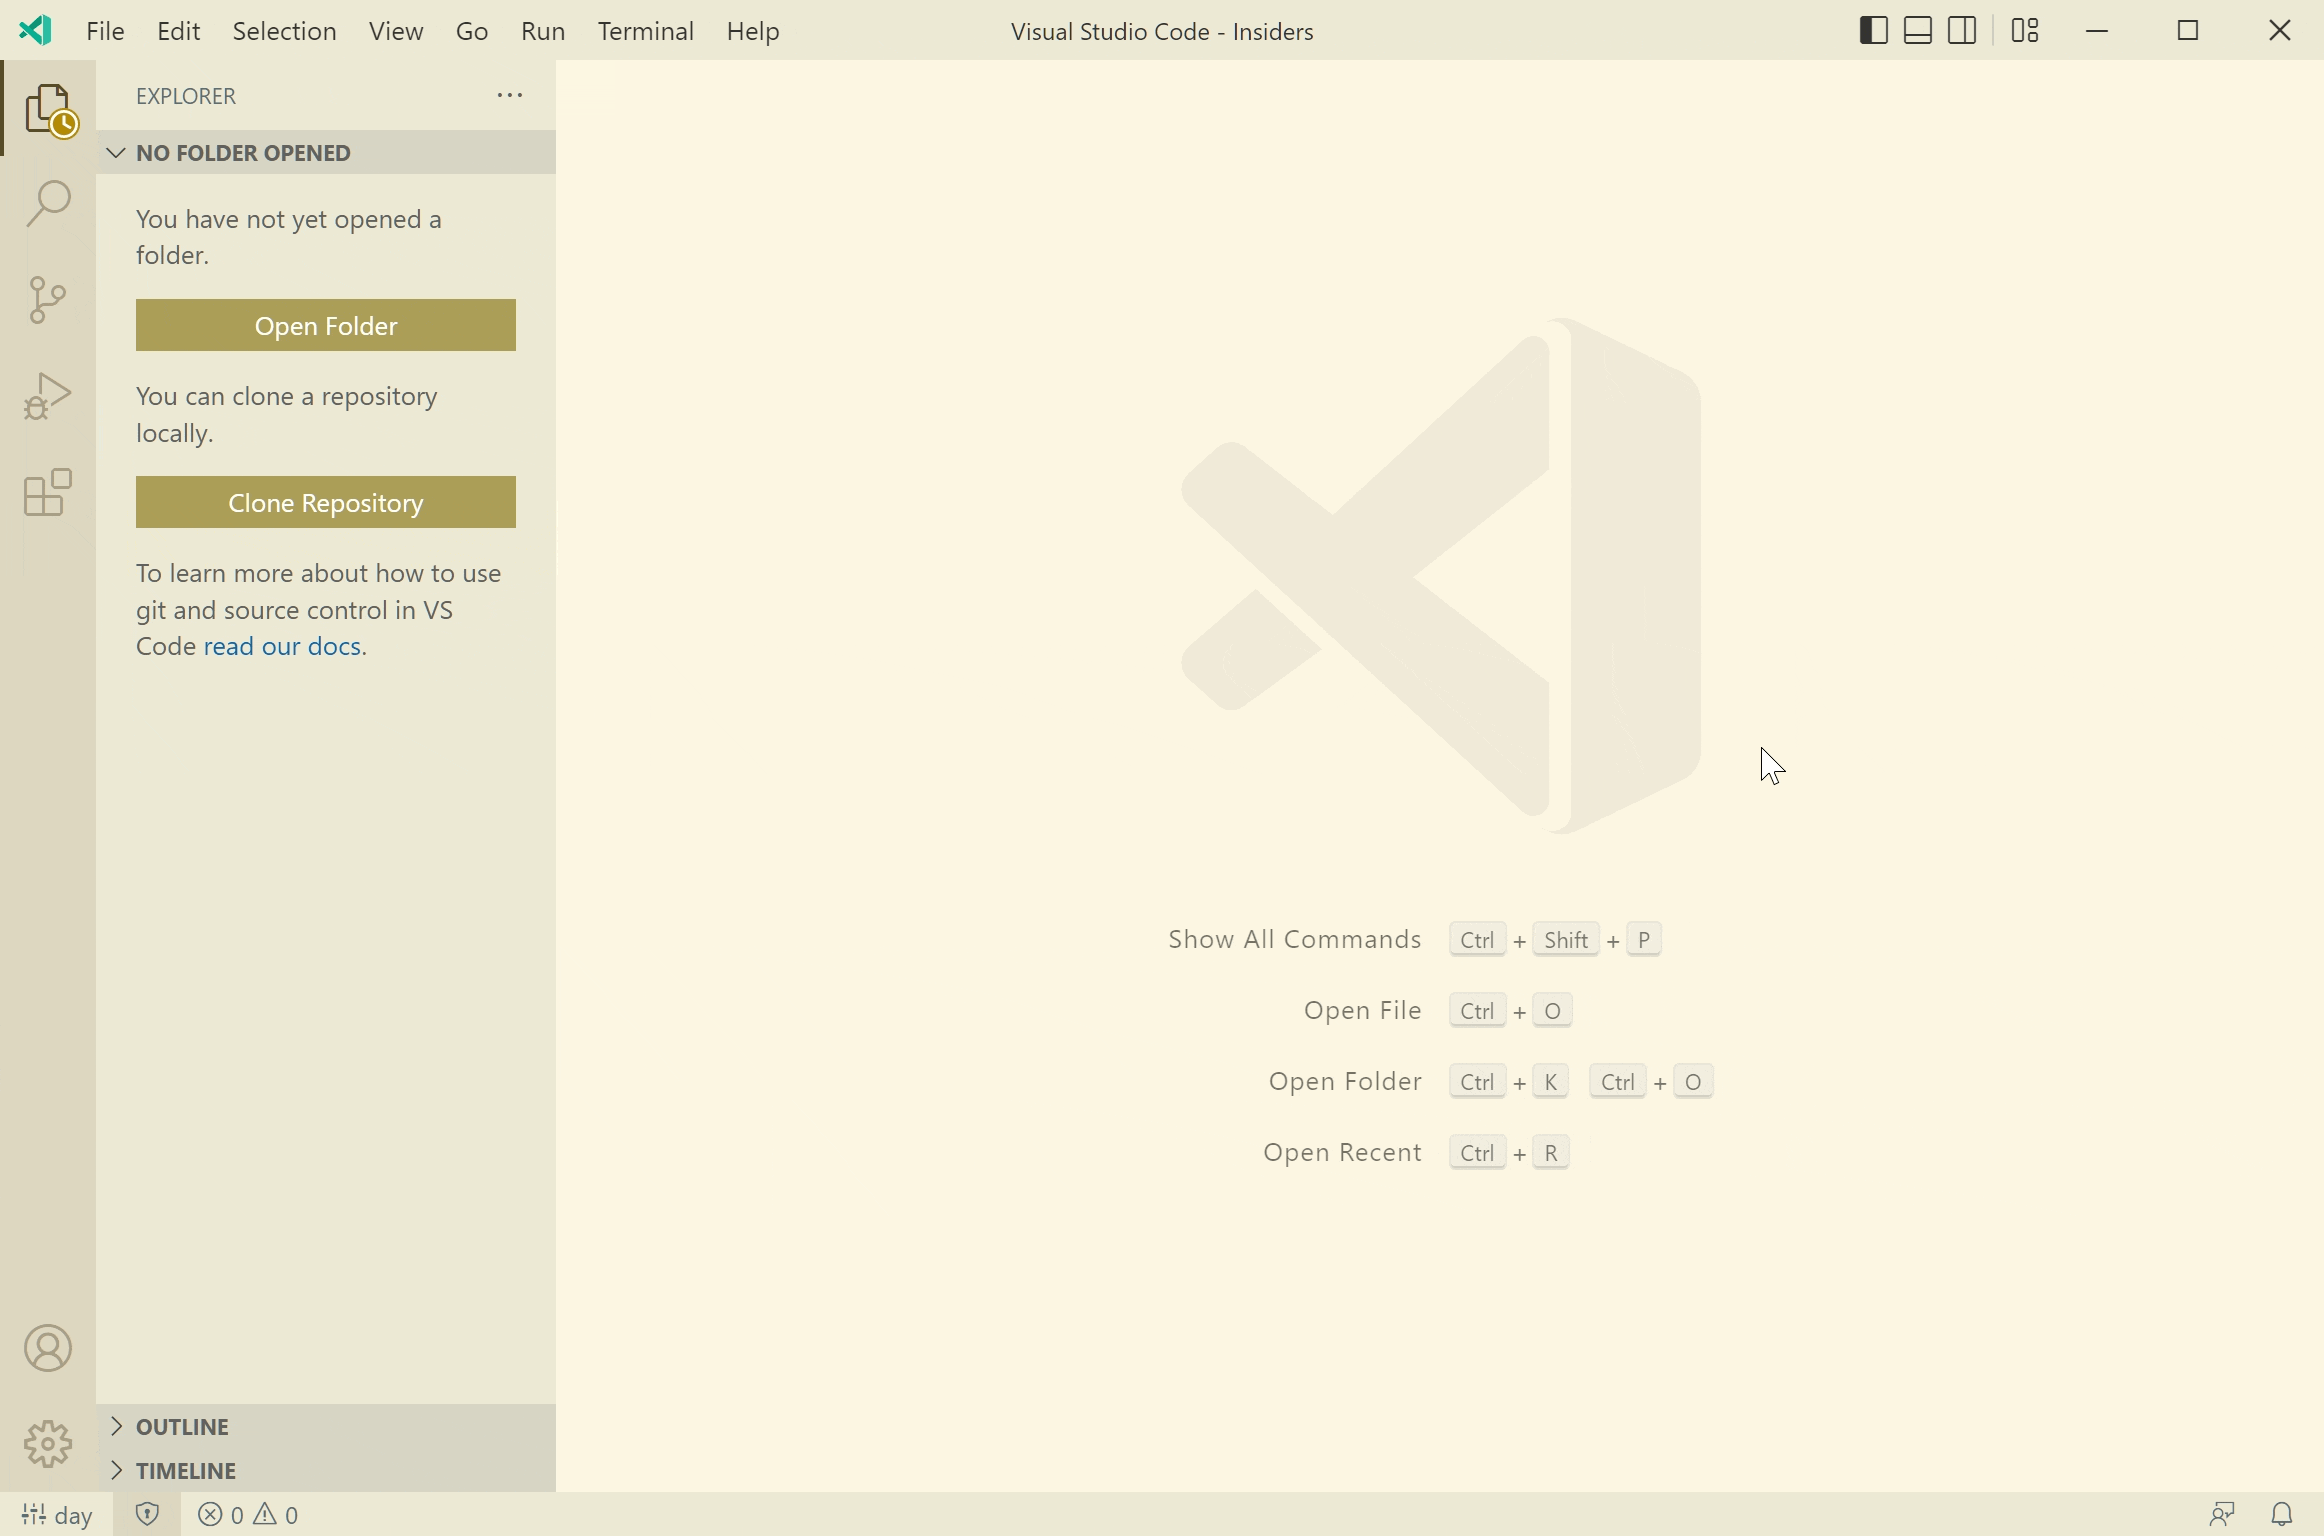 File Edit Selection View Go Run Terminal Help Visual Studio Code - Insiders
EXPLORER
NO FOLDER OPENED
You have not yet opened a
folder.
Open Folder
You can clone a repository
locally.
Clone Repository
To learn more about how to use
git and source control in VS
Code read our docs.
Show All Commands Ctrl + Shift + P
Open File Ctrl + O
Open Folder Ctrl + K Ctrl + O
Open Recent Ctrl + R
OUTLINE
TIMELINE
day 0 0